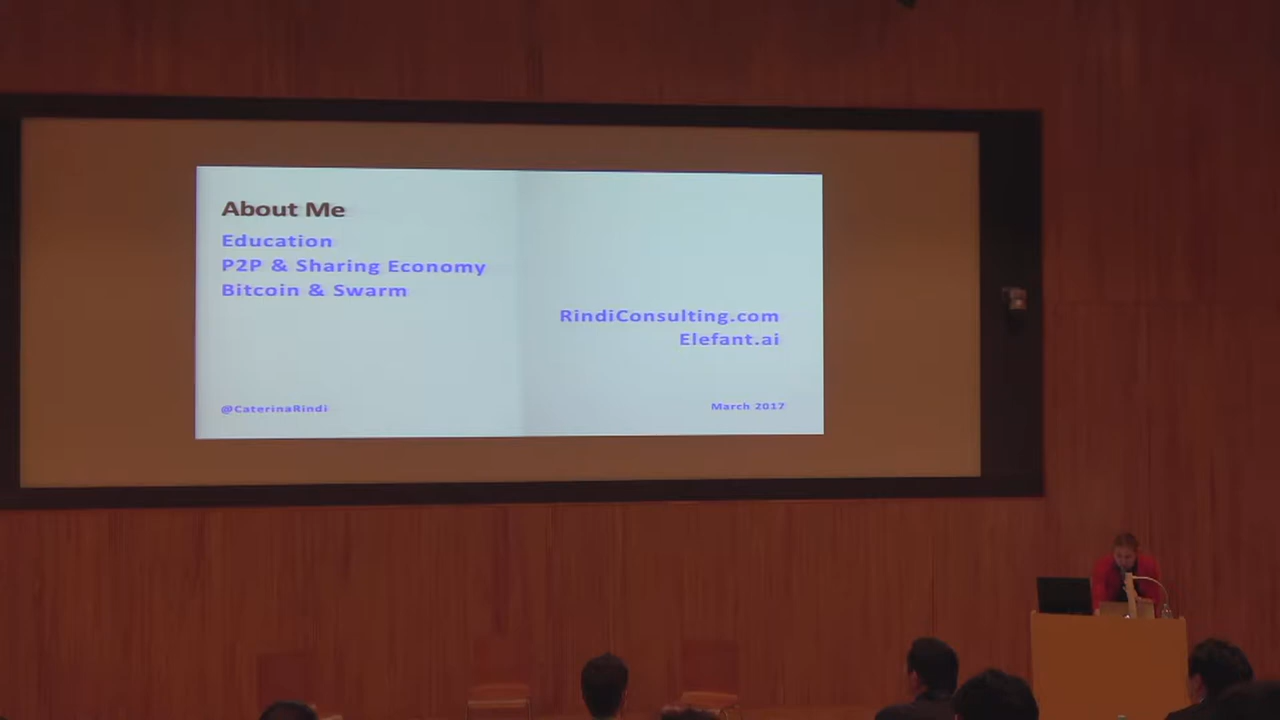 About Me
Education
P2P & Sharing Economy
Bitcoin & Swarm
RindiConsulting.com
Elefant.ai
@CaterinaRindi
March 2017